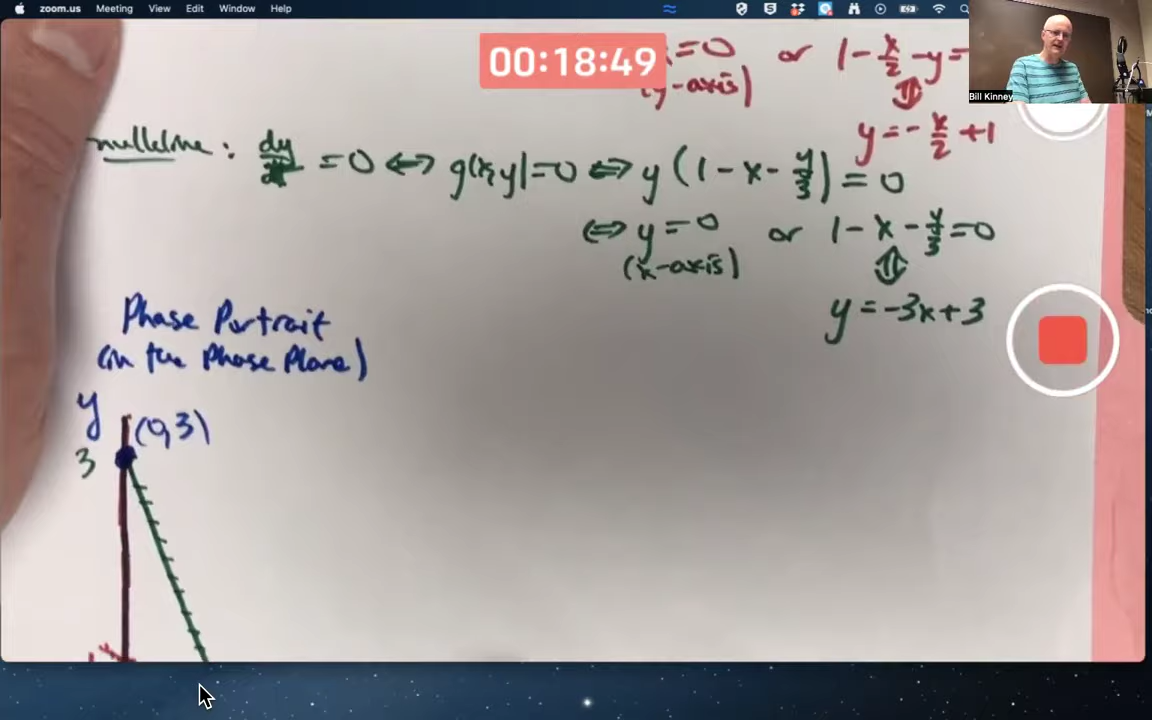 zoom.us Meeting View Edit Window Help
00:18:49
=0 or 1-x/2-y=
(y-axis)
Bill Kinney
y=-x/2+1
nullcline: dy/dt=0 ⟺ g(x,y)=0 ⟺ y(1-x-y/3)=0
⟺ y=0 or 1-x-y/3=0
(x-axis)
y=-3x+3
Phase Portrait
(in the Phase Plane)
y
(0,3)
3